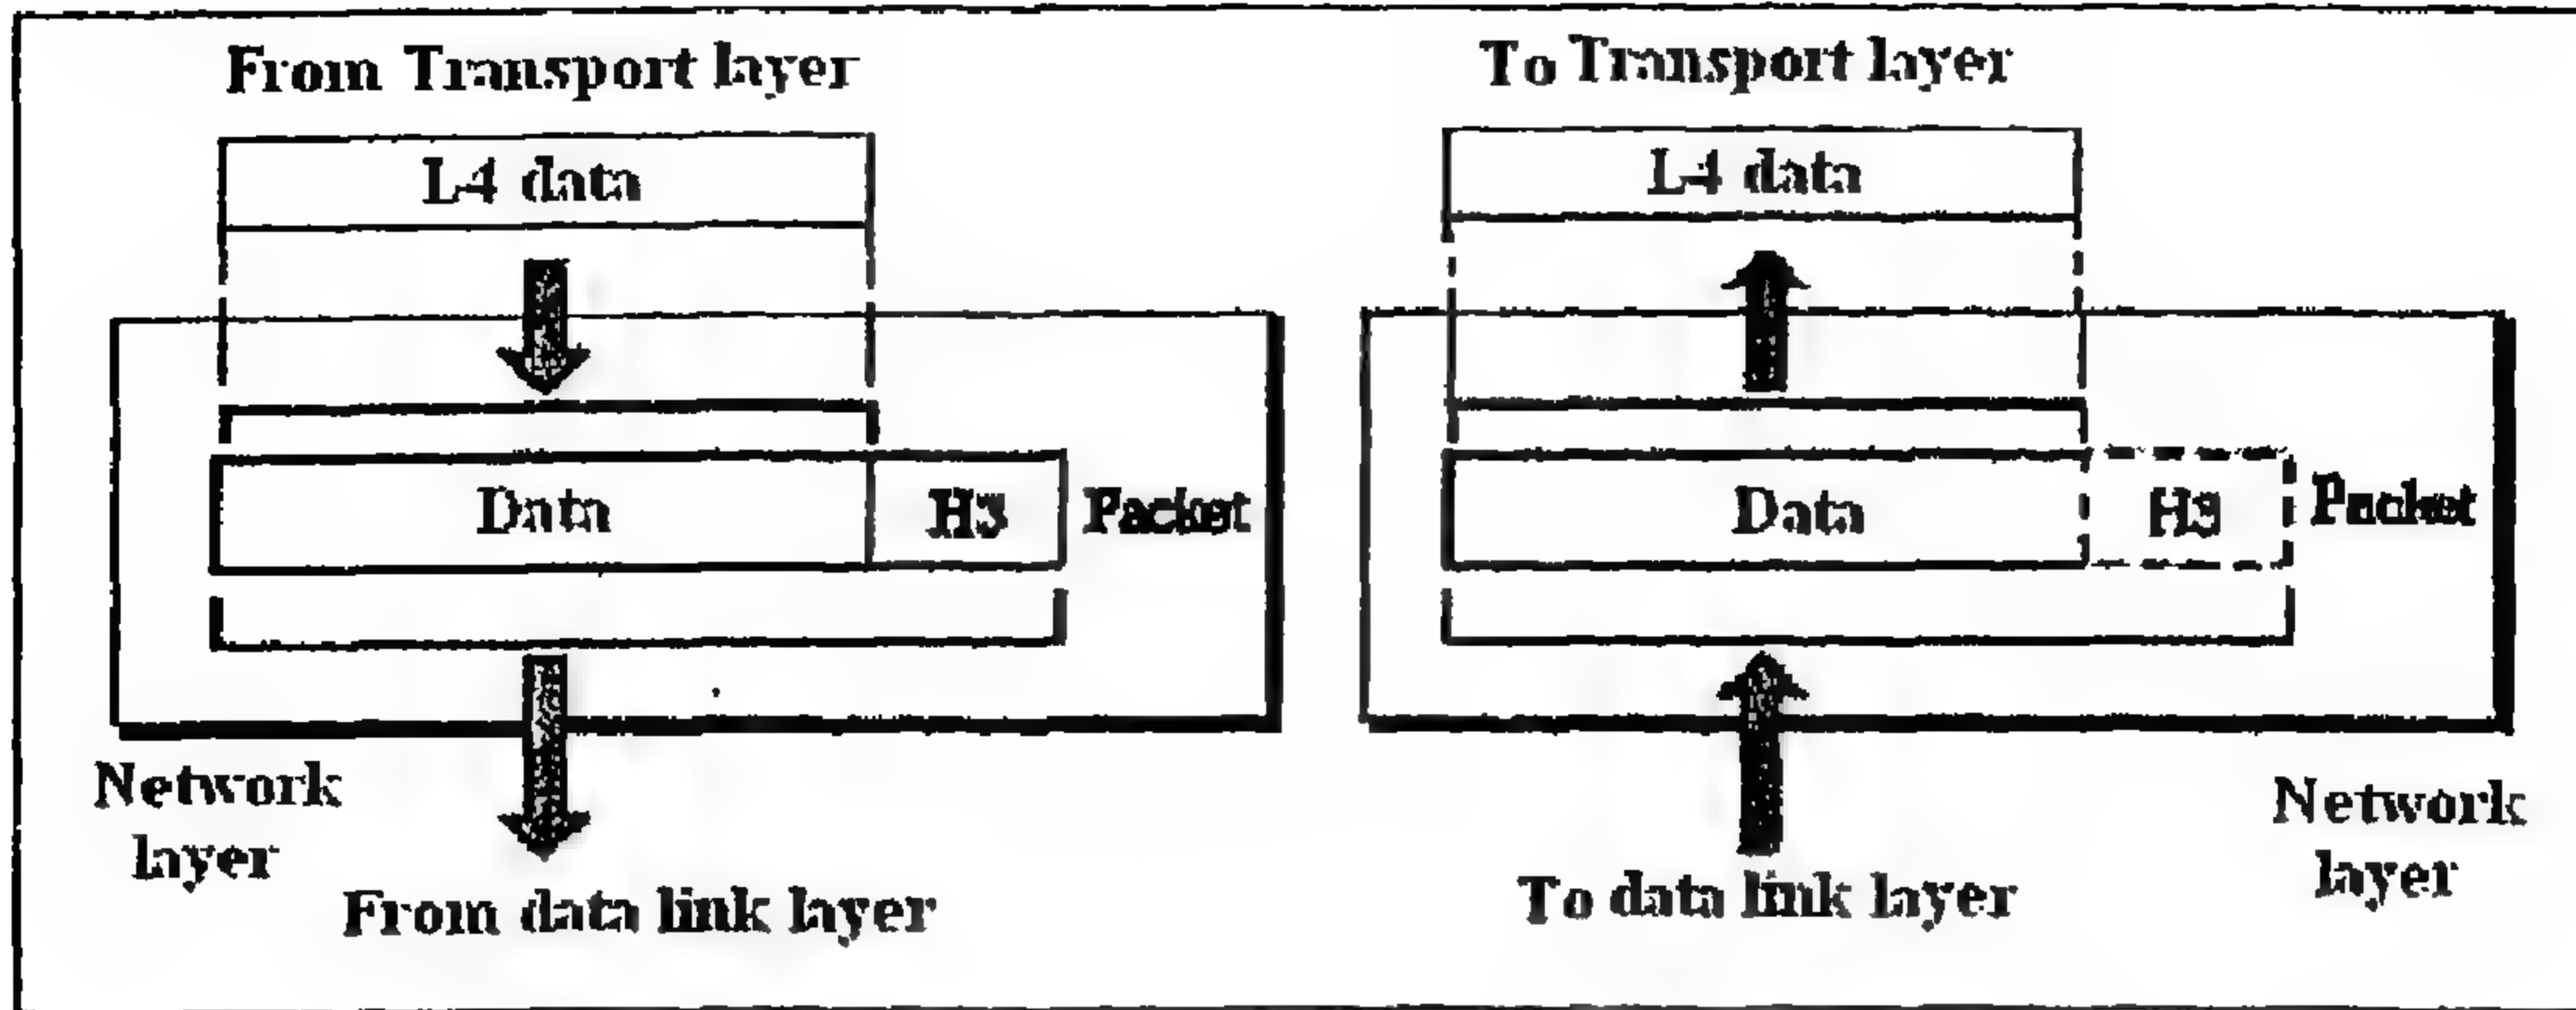 From Transport layer
L4 data
Data
H3
Packet
Network
layer
From data link layer
To Transport layer
L4 data
Data
H3
Packet
Network
layer
To data link layer